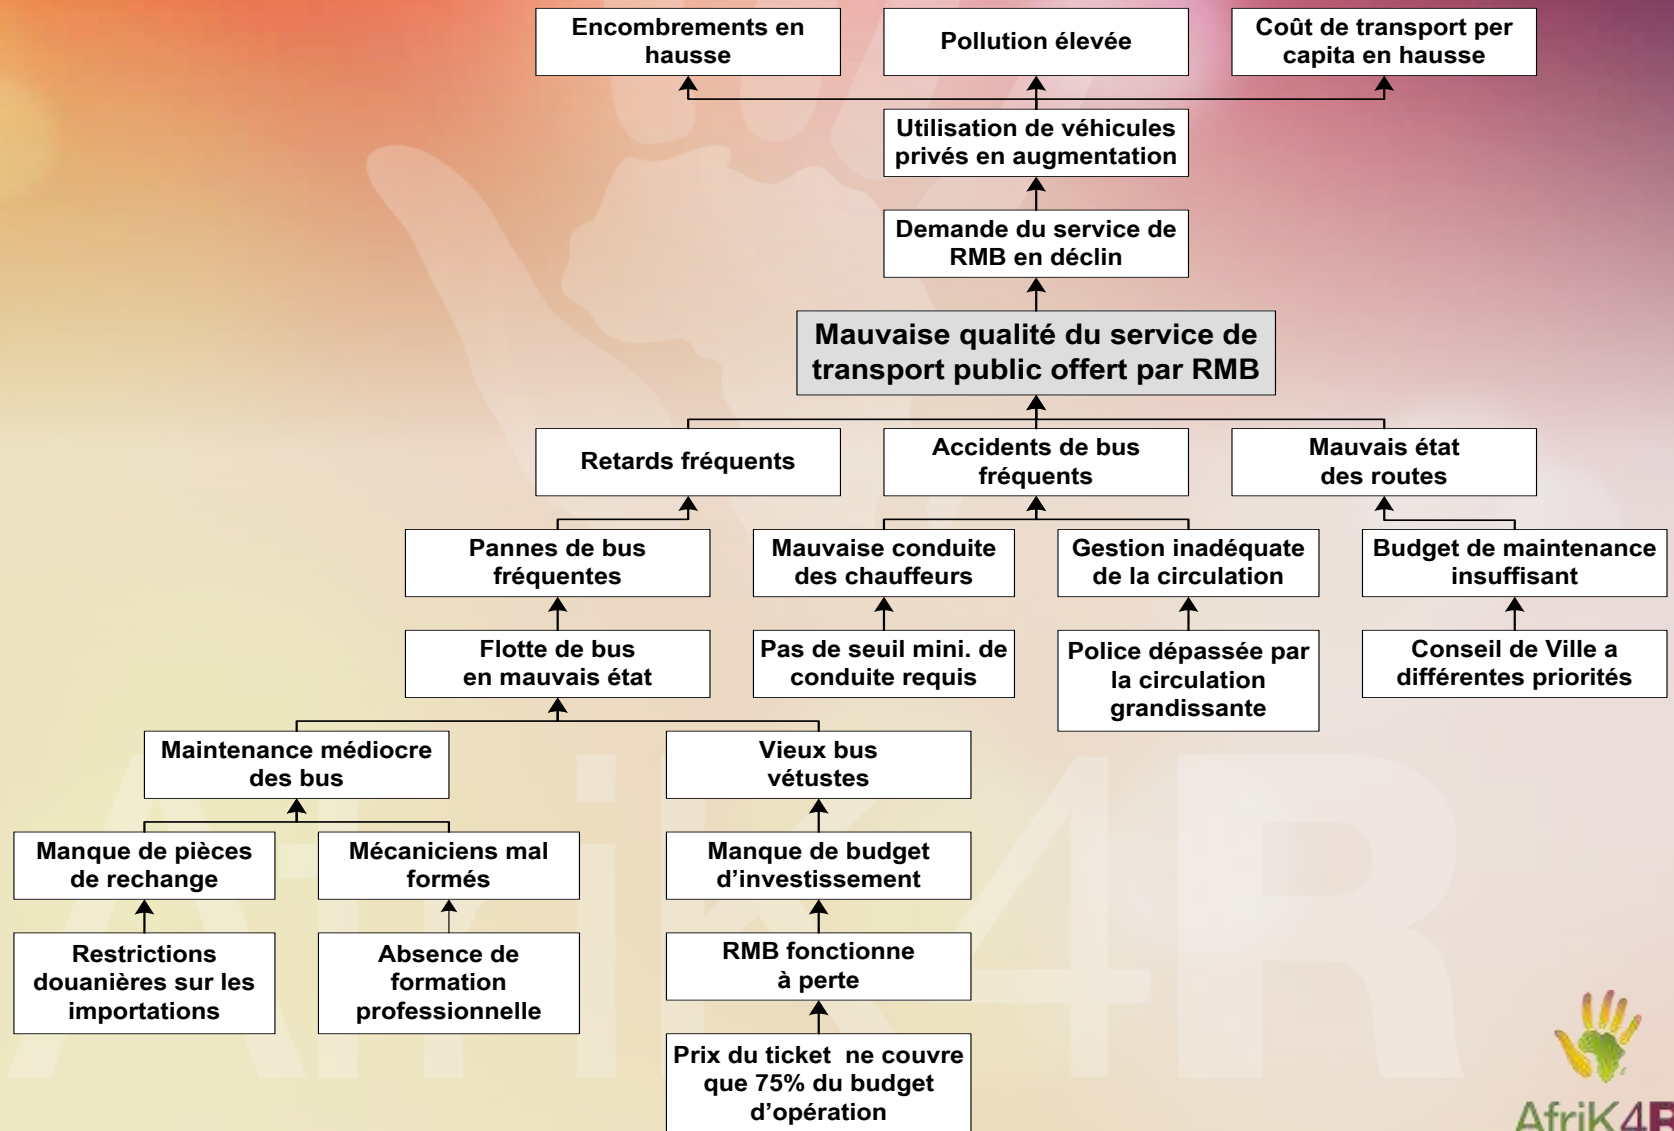 Encombrements en
hausse
Pollution élevée
Coût de transport per
capita en hausse
Utilisation de véhicules
privés en augmentation
Demande du service de
RMB en déclin
Mauvaise qualité du service de
transport public offert par RMB
Retards fréquents
Accidents de bus
fréquents
Mauvais état
des routes
Pannes de bus
fréquentes
Mauvaise conduite
des chauffeurs
Gestion inadéquate
de la circulation
Budget de maintenance
insuffisant
Flotte de bus
en mauvais état
Pas de seuil mini. de
conduite requis
Police dépassée par
la circulation
grandissante
Conseil de Ville a
différentes priorités
Maintenance médiocre
des bus
Vieux bus
vétustes
Manque de pièces
de rechange
Mécaniciens mal
formés
Manque de budget
d’investissement
Restrictions
douanières sur les
importations
Absence de
formation
professionnelle
RMB fonctionne
à perte
Prix du ticket  ne couvre
que 75% du budget
d’opération
AfriK4R
AfriK4R